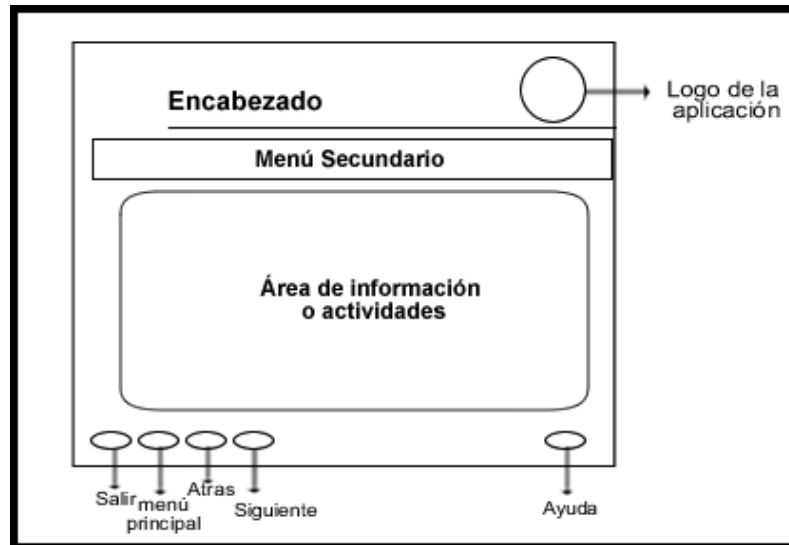 Encabezado
Logo de la
aplicación
Menú Secundario
Área de información
o actividades
Salir
menú
principal
Atras
Siguiente
Ayuda